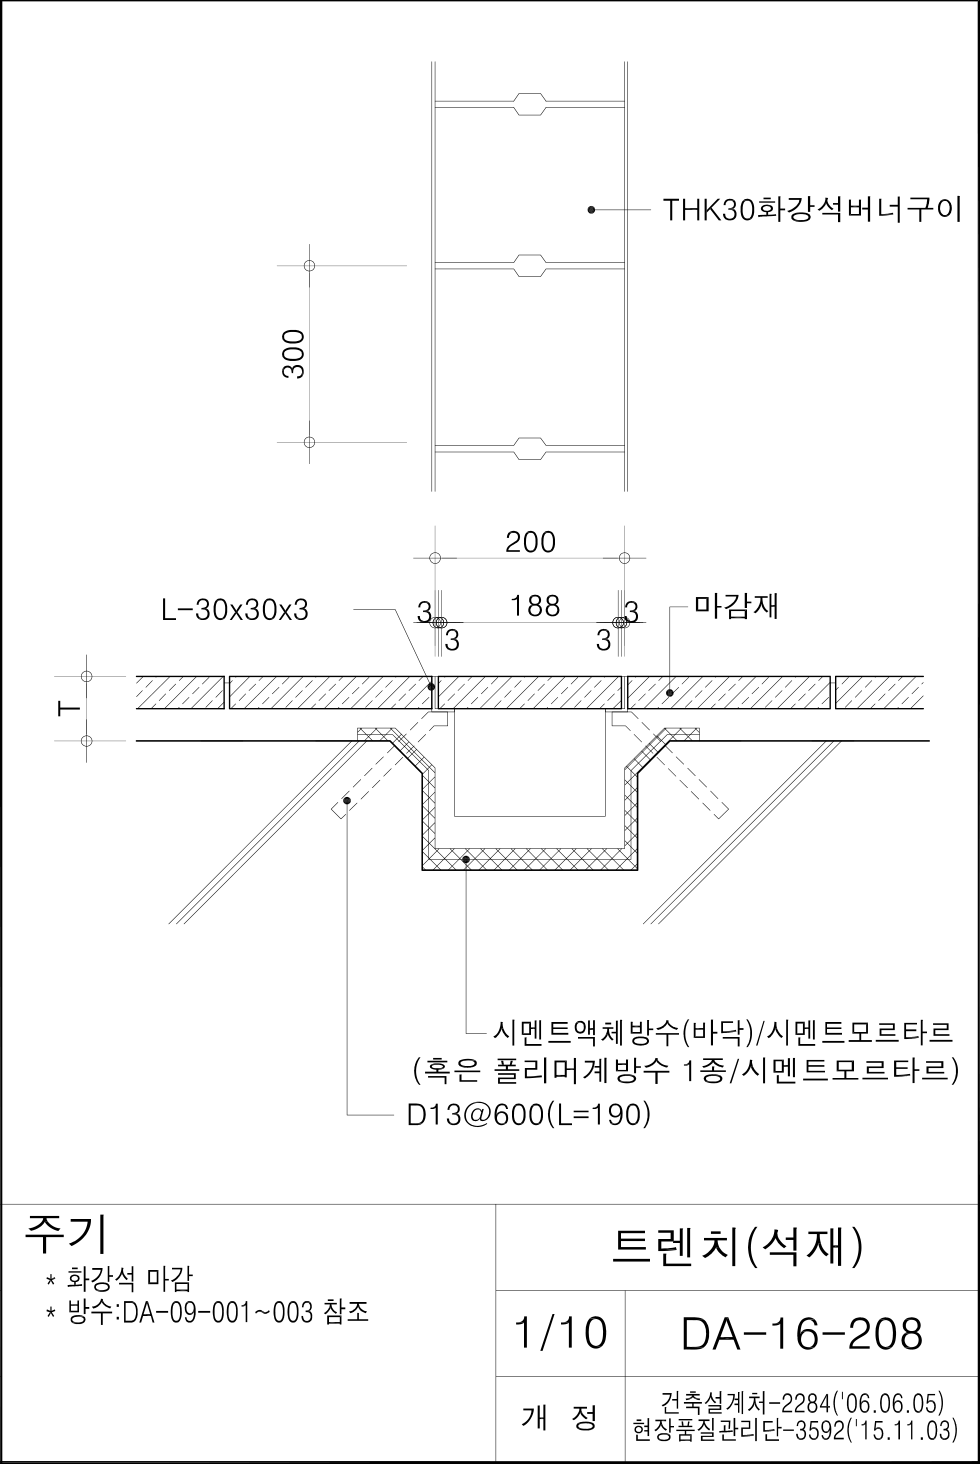 THK30화강석버너구이
300
200
L-30x30x3
3
188
3
마감재
3
3
T
시멘트액체방수(바닥)/시멘트모르타르
(혹은 폴리머계방수 1종/시멘트모르타르)
D13@600(L=190)
주기
* 화강석 마감
* 방수:DA-09-001~003 참조
트렌치(석재)
1/10
DA-16-208
개 정
건축설계처-2284('06.06.05)
현장품질관리단-3592('15.11.03)